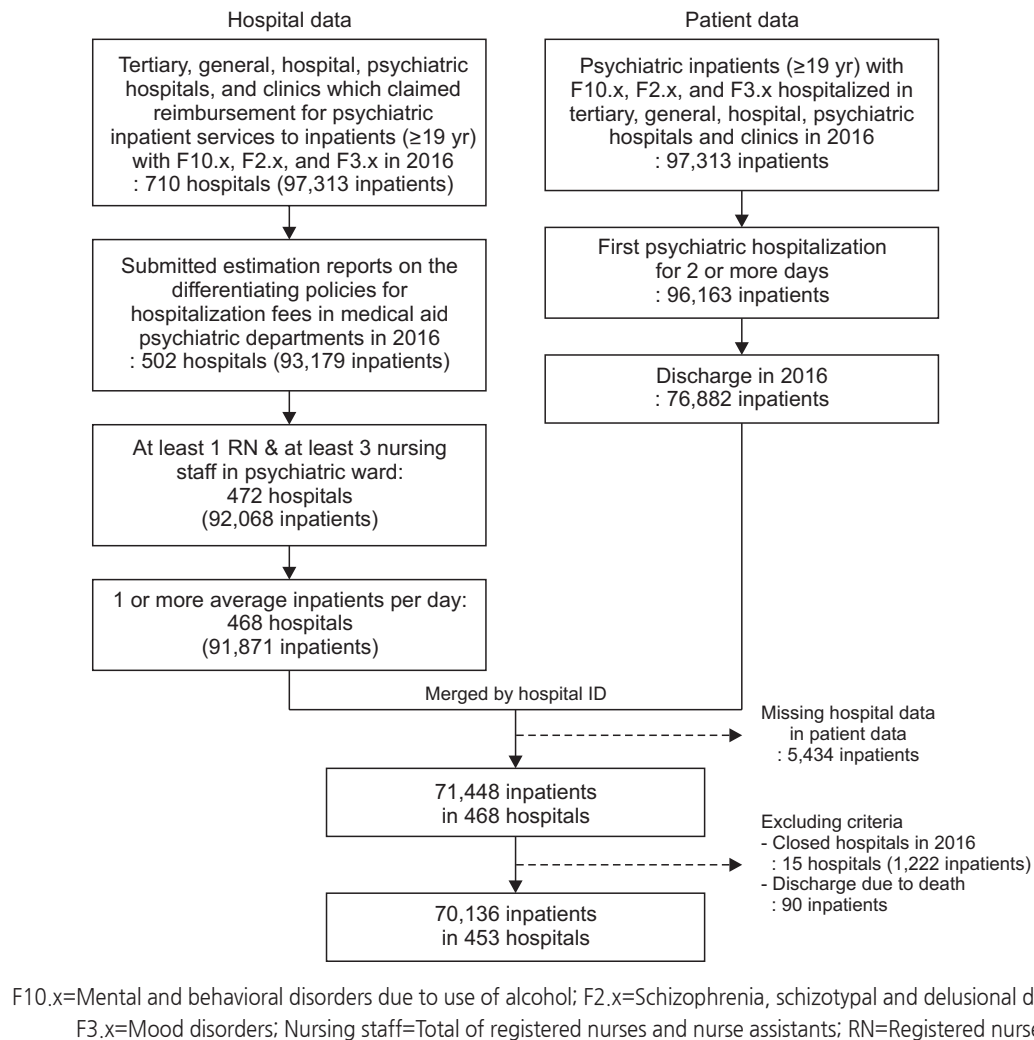 Hospital data
Tertiary, general, hospital, psychiatric
hospitals, and clinics which claimed
reimbursement for psychiatric
inpatient services to inpatients (≥19 yr)
with F10.x, F2.x, and F3.x in 2016
: 710 hospitals (97,313 inpatients)
Submitted estimation reports on the
differentiating policies for
hospitalization fees in medical aid
psychiatric departments in 2016
: 502 hospitals (93,179 inpatients)
At least 1 RN & at least 3 nursing
staff in psychiatric ward:
472 hospitals
(92,068 inpatients)
1 or more average inpatients per day:
468 hospitals
(91,871 inpatients)
Patient data
Psychiatric inpatients (≥19 yr) with
F10.x, F2.x, and F3.x hospitalized in
tertiary, general, hospital, psychiatric
hospitals and clinics in 2016
: 97,313 inpatients
First psychiatric hospitalization
for 2 or more days
: 96,163 inpatients
Discharge in 2016
: 76,882 inpatients
Merged by hospital ID
Missing hospital data
in patient data
: 5,434 inpatients
71,448 inpatients
in 468 hospitals
Excluding criteria
- Closed hospitals in 2016
: 15 hospitals (1,222 inpatients)
- Discharge due to death
: 90 inpatients
70,136 inpatients
in 453 hospitals
F10.x=Mental and behavioral disorders due to use of alcohol; F2.x=Schizophrenia, schizotypal and delusional d
F3.x=Mood disorders; Nursing staff=Total of registered nurses and nurse assistants; RN=Registered nurse